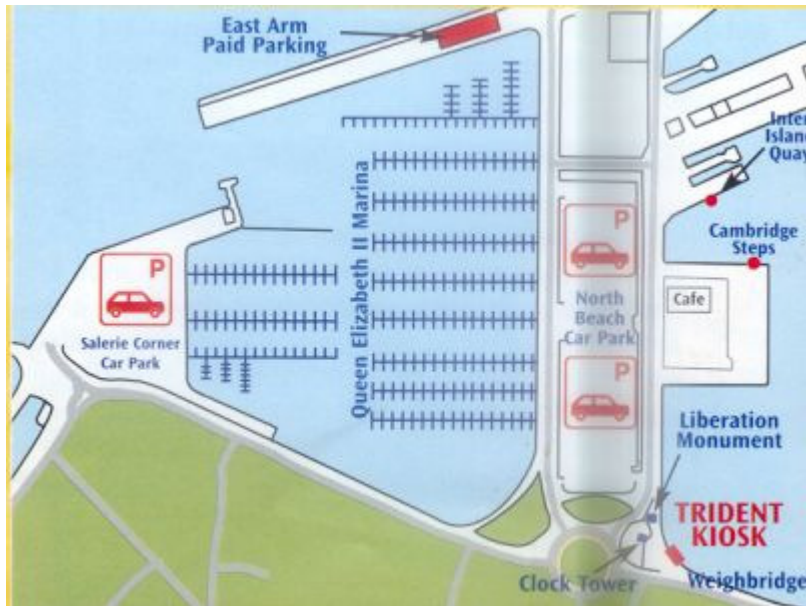 East Arm
Paid Parking
Inter
Island
Quay
Queen Elizabeth II Marina
P
P
Cambridge
Steps
Cafe
North
Beach
Car Park
Salerie Corner
Car Park
P
Liberation
Monument
TRIDENT
KIOSK
Clock Tower
Weighbridge